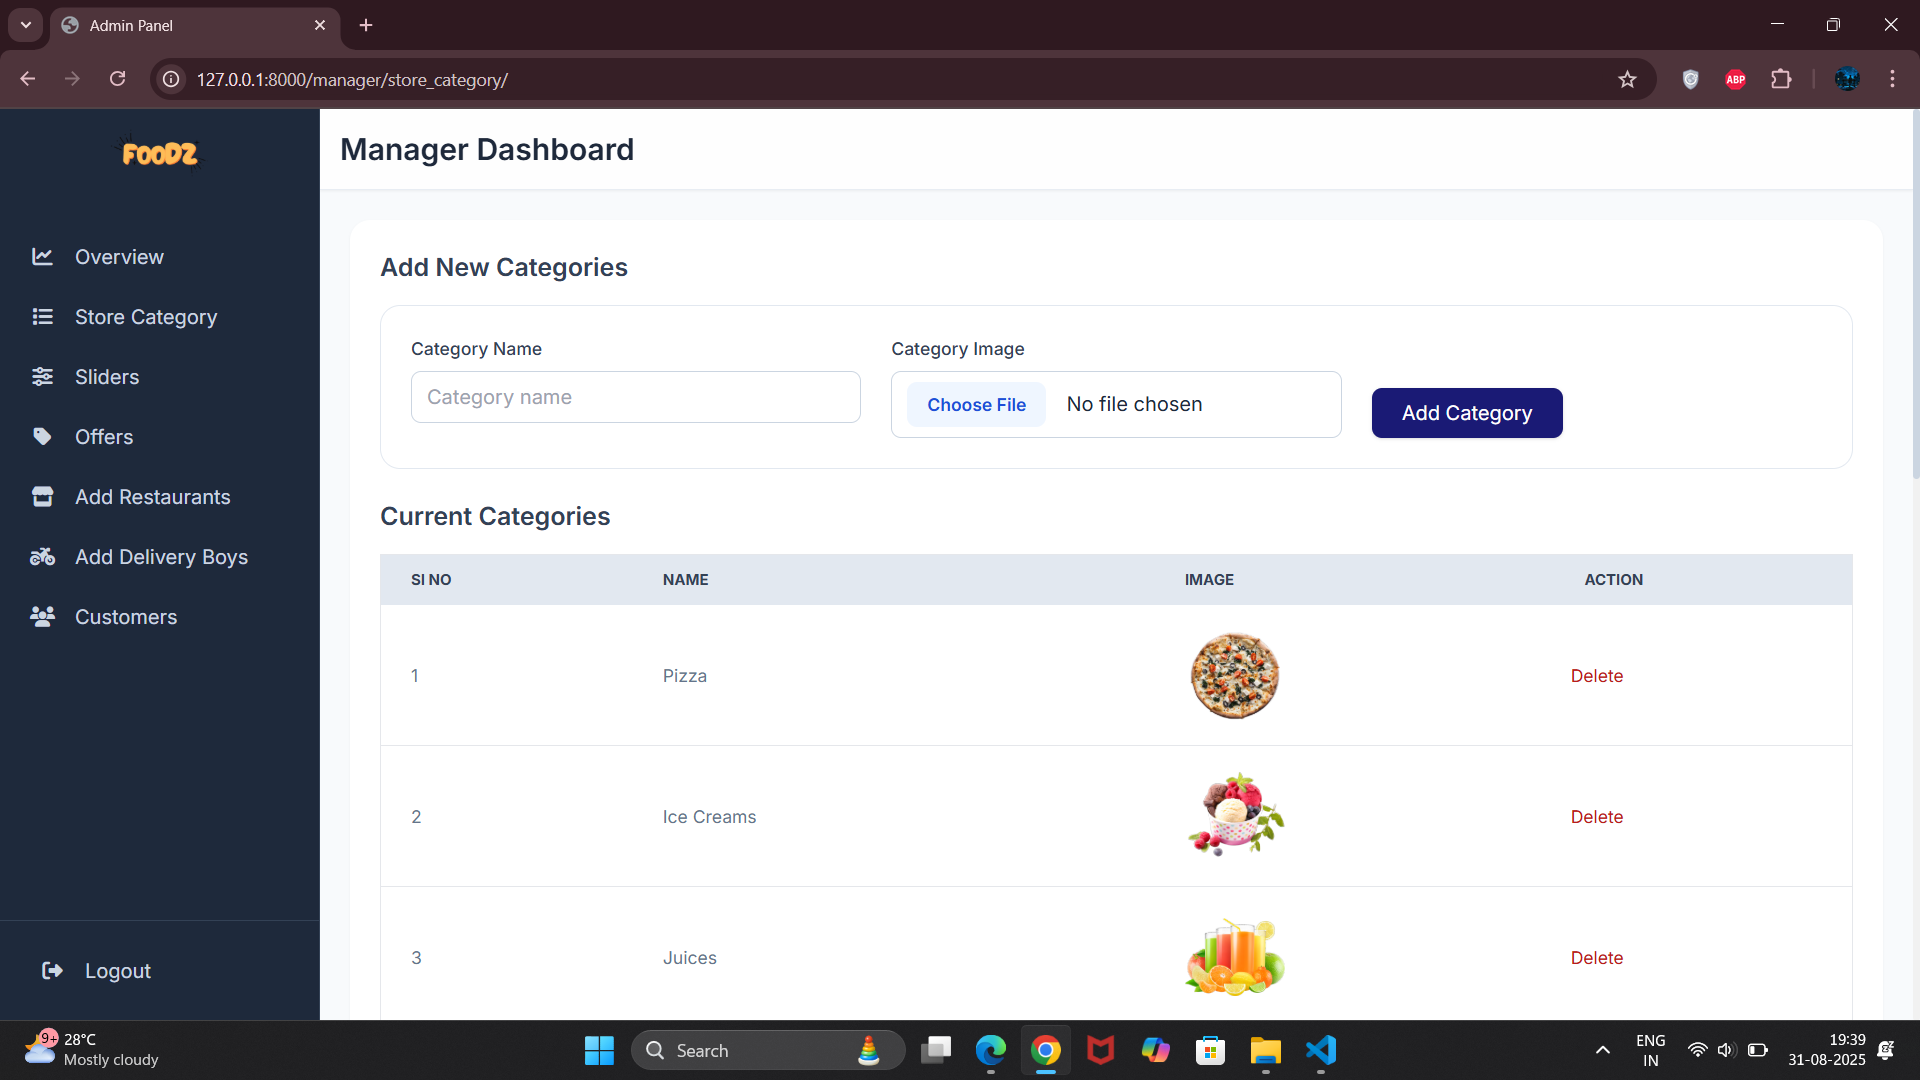 Admin Panel
127.0.0.1:8000/manager/store_category/
ABP
FOODZ
Manager Dashboard
Overview
Store Category
Sliders
Offers
Add Restaurants
Add Delivery Boys
Customers
Logout
Add New Categories
Category Name
Category Image
Category name
Choose File No file chosen
Add Category
Current Categories
SI NO NAME IMAGE ACTION
1 Pizza Delete
2 Ice Creams Delete
3 Juices Delete
9+
28°C
Mostly cloudy
Search
ENG
IN
19:39
31-08-2025